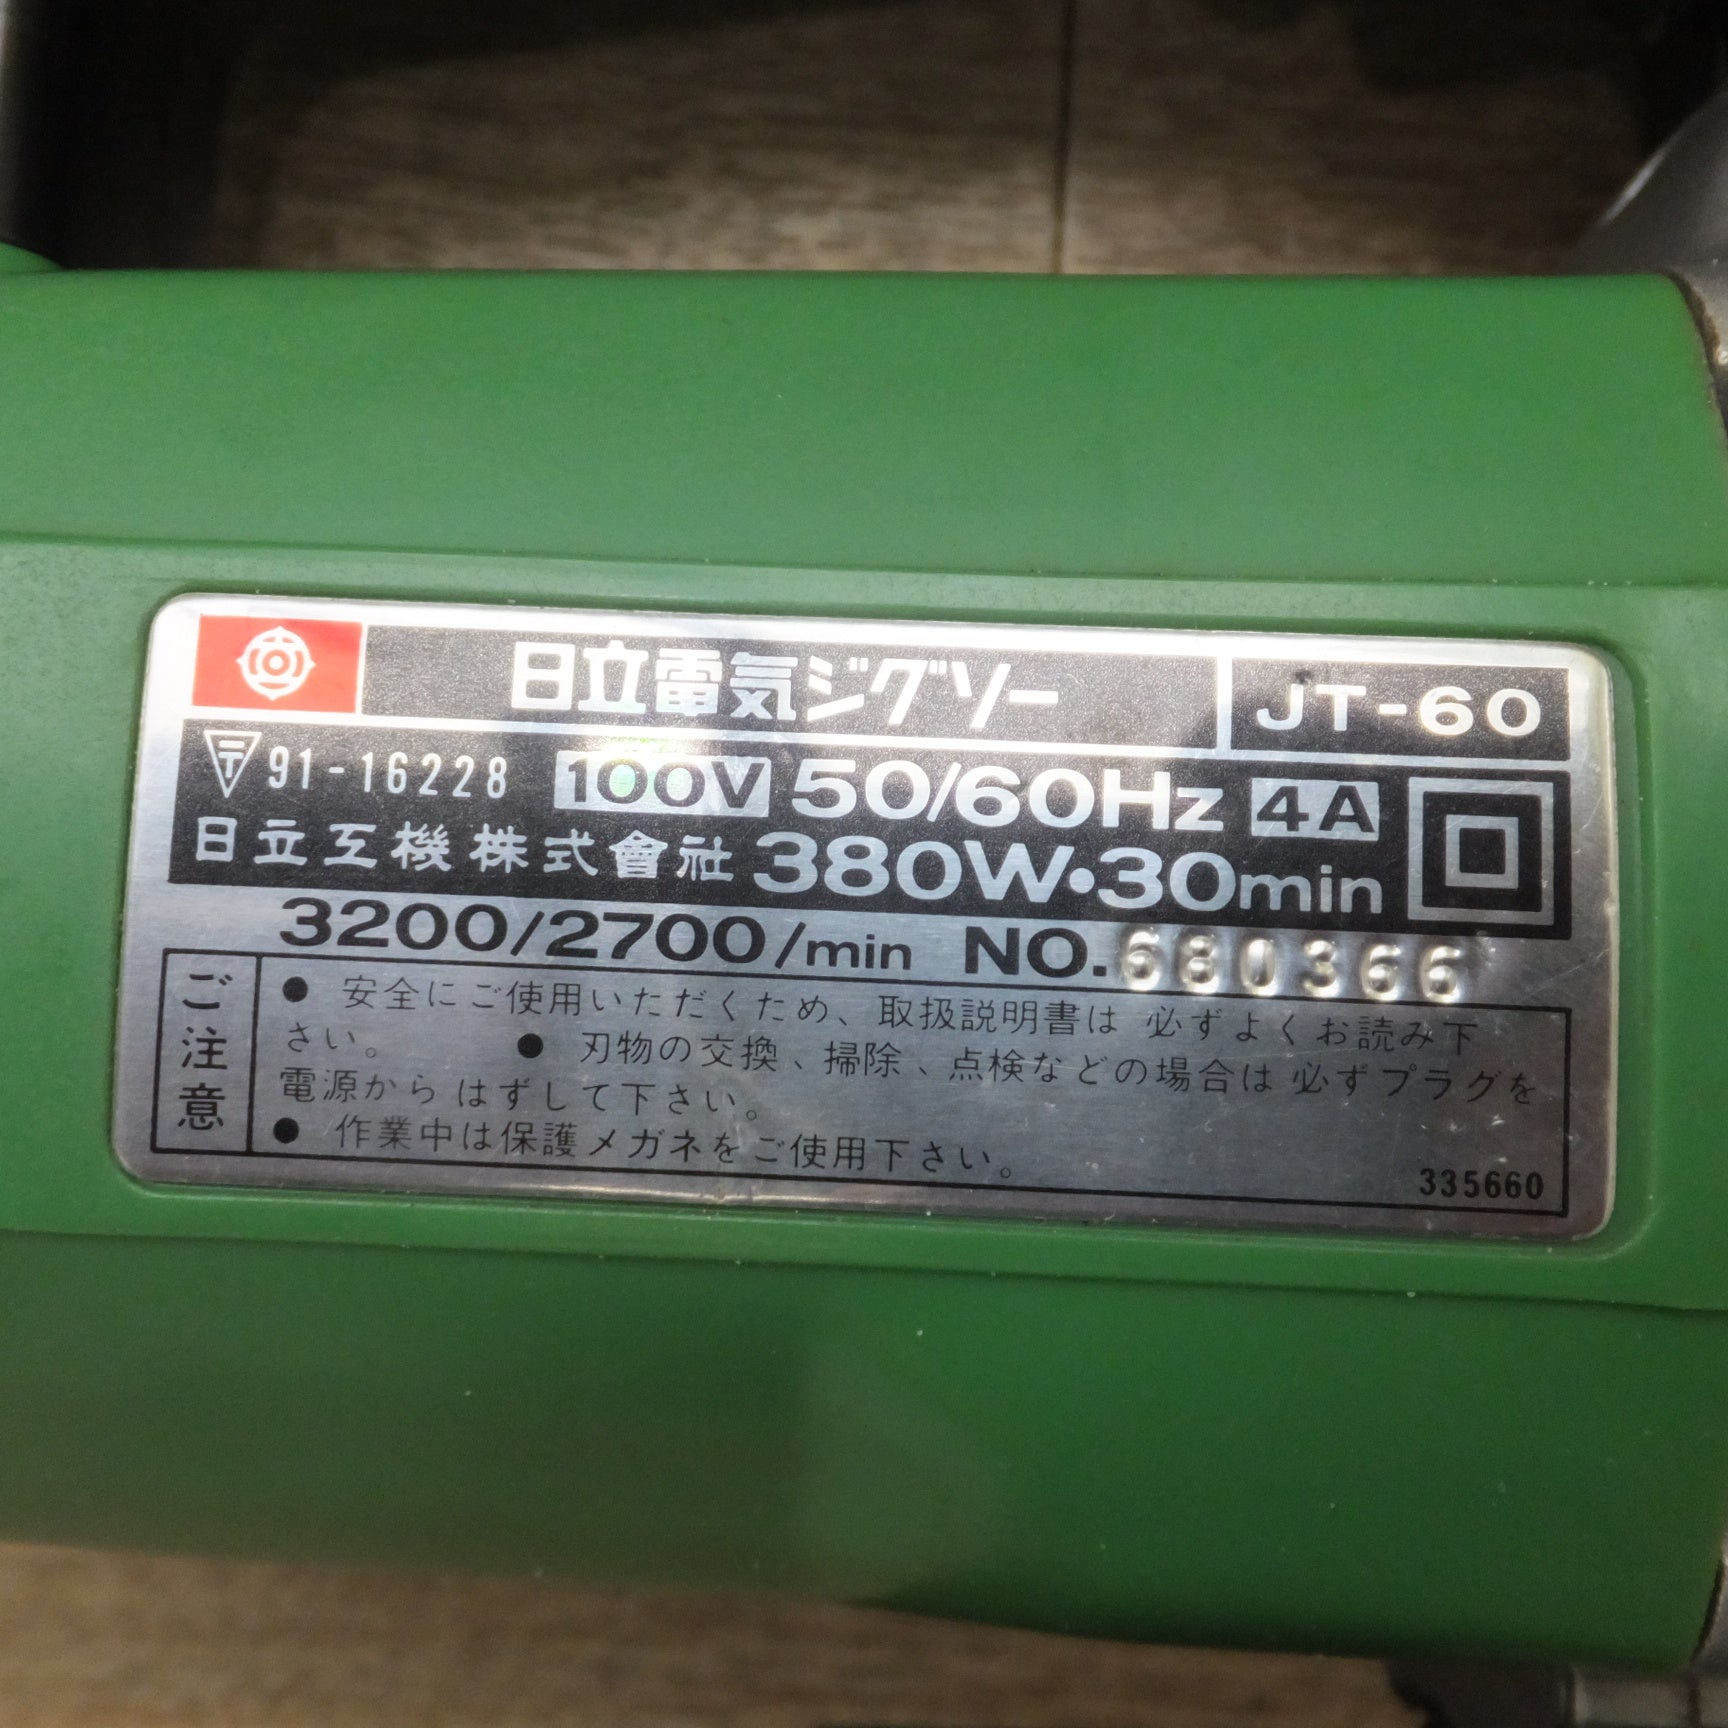 日立電気ジグソー JT-60
〒91-16228 100V 50/60Hz 4A
日立工機株式會社 380W・30min
3200/2700/min NO.680366
ご注意
● 安全にご使用いただくため、取扱説明書は 必ずよくお読み下
さい。 ● 刃物の交換、掃除、点検などの場合は 必ずプラグを
電源から はずして下さい。
● 作業中は保護メガネをご使用下さい。
335660